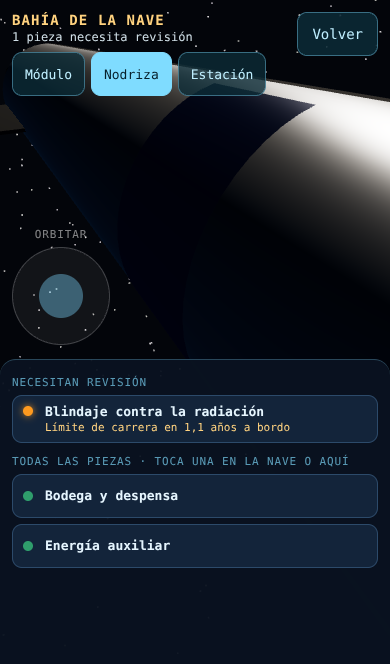 BAHÍA DE LA NAVE
1 pieza necesita revisión
Volver
Módulo
Nodriza
Estación
ORBITAR
NECESITAN REVISIÓN
Blindaje contra la radiación
Límite de carrera en 1,1 años a bordo
TODAS LAS PIEZAS · TOCA UNA EN LA NAVE O AQUÍ
Bodega y despensa
Energía auxiliar